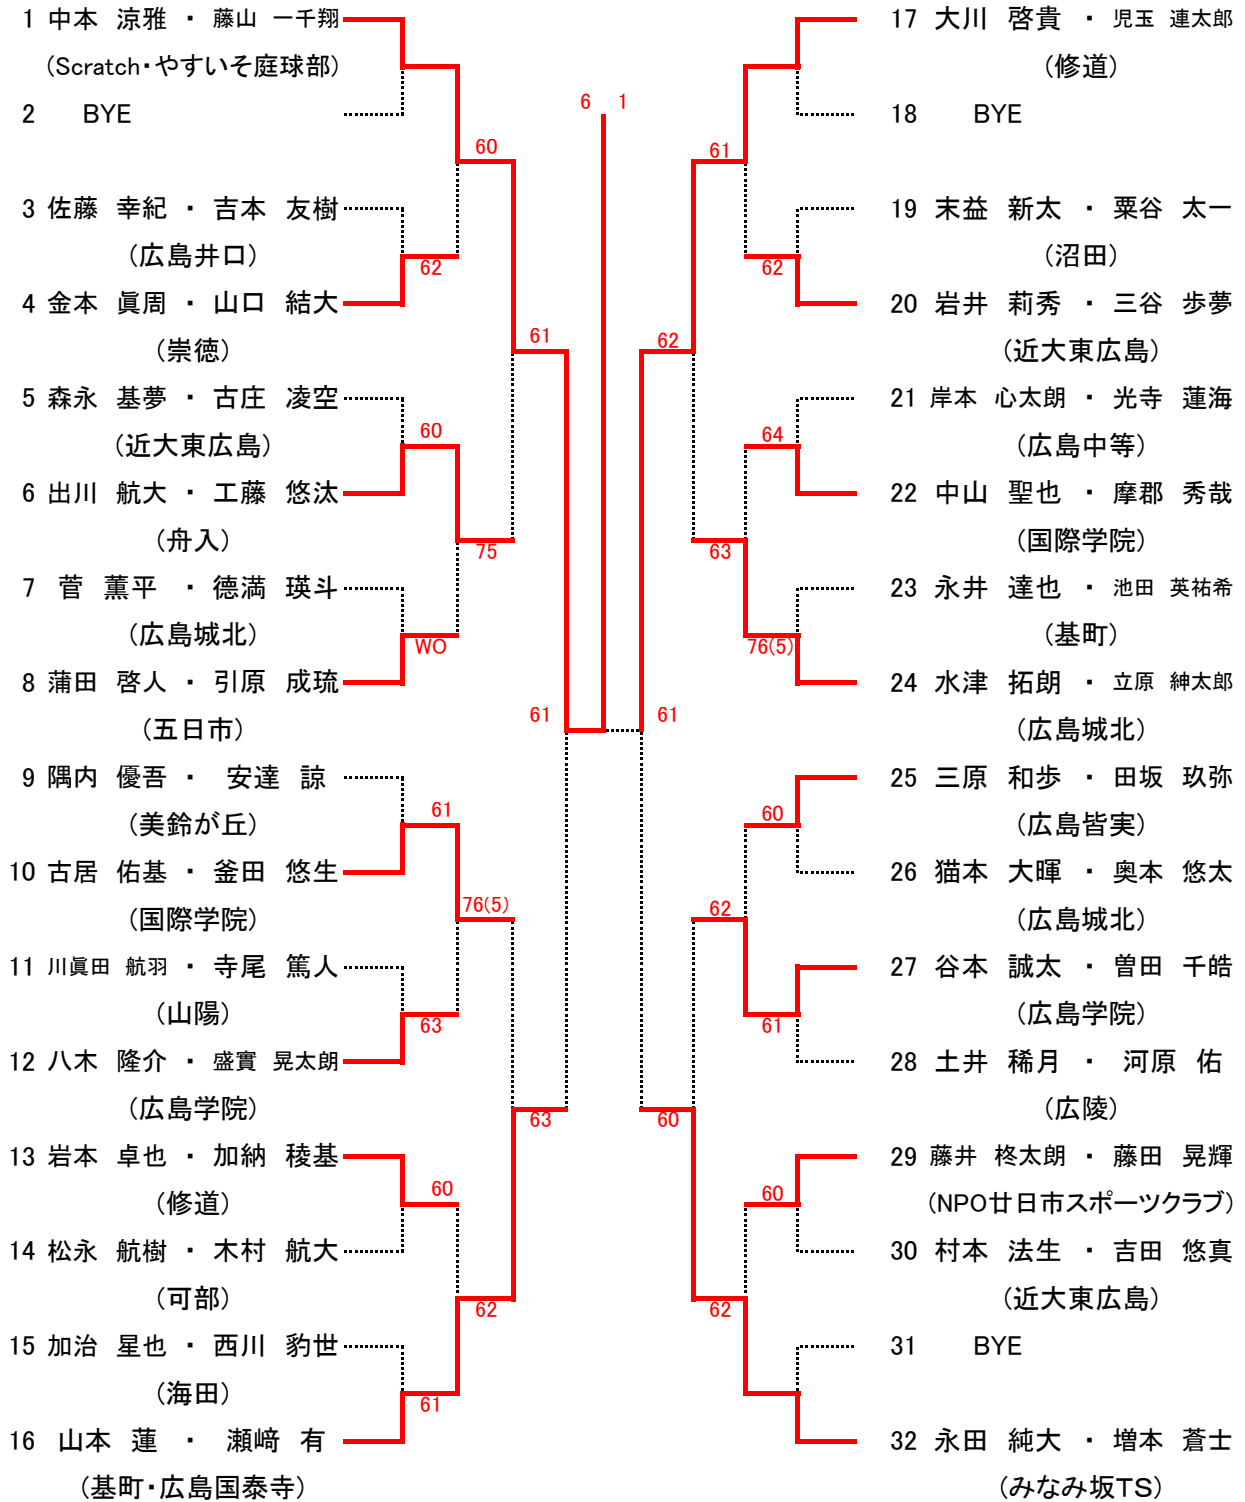 1 中本 涼雅 ・ 藤山 一千翔
(Scratch・やすいそ庭球部)
2 BYE
3 佐藤 幸紀 ・ 吉本 友樹
(広島井口)
4 金本 眞周 ・ 山口 結大
(崇徳)
5 森永 基夢 ・ 古庄 凌空
(近大東広島)
6 出川 航大 ・ 工藤 悠汰
(舟入)
7 菅 薫平 ・ 德満 瑛斗
(広島城北)
8 蒲田 啓人 ・ 引原 成琉
(五日市)
9 隅内 優吾 ・ 安達 諒
(美鈴が丘)
10 古居 佑基 ・ 釜田 悠生
(国際学院)
11 川眞田 航羽 ・ 寺尾 篤人
(山陽)
12 八木 隆介 ・ 盛實 晃太朗
(広島学院)
13 岩本 卓也 ・ 加納 稜基
(修道)
14 松永 航樹 ・ 木村 航大
(可部)
15 加治 星也 ・ 西川 豹世
(海田)
16 山本 蓮 ・ 瀬﨑 有
(基町・広島国泰寺)
60
62
60
WO
61
63
60
61
61
75
76(5)
62
63
61
6 1
61
62
60
61
63
62
62
62
64
76(5)
60
61
60
17 大川 啓貴 ・ 児玉 連太郎
(修道)
18 BYE
19 末益 新太 ・ 粟谷 太一
(沼田)
20 岩井 莉秀 ・ 三谷 歩夢
(近大東広島)
21 岸本 心太朗 ・ 光寺 蓮海
(広島中等)
22 中山 聖也 ・ 摩郡 秀哉
(国際学院)
23 永井 達也 ・ 池田 英祐希
(基町)
24 水津 拓朗 ・ 立原 紳太郎
(広島城北)
25 三原 和歩 ・ 田坂 玖弥
(広島皆実)
26 猫本 大暉 ・ 奥本 悠太
(広島城北)
27 谷本 誠太 ・ 曽田 千皓
(広島学院)
28 土井 稀月 ・ 河原 佑
(広陵)
29 藤井 柊太朗 ・ 藤田 晃輝
(NPO廿日市スポーツクラブ)
30 村本 法生 ・ 吉田 悠真
(近大東広島)
31 BYE
32 永田 純大 ・ 増本 蒼士
(みなみ坂TS)